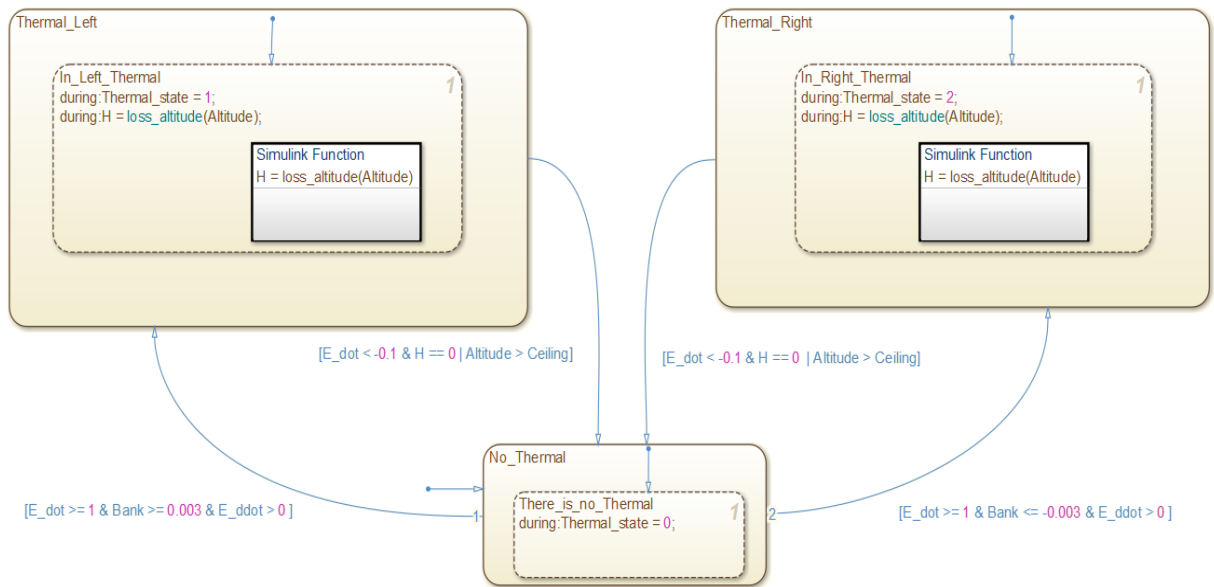 Thermal_Left
In_Left_Thermal
1
during:Thermal_state = 1;
during:H = loss_altitude(Altitude);
Simulink Function
H = loss_altitude(Altitude)
Thermal_Right
In_Right_Thermal
1
during:Thermal_state = 2;
during:H = loss_altitude(Altitude);
Simulink Function
H = loss_altitude(Altitude)
[E_dot < -0.1 & H == 0 | Altitude > Ceiling]
[E_dot < -0.1 & H == 0 | Altitude > Ceiling]
No_Thermal
There_is_no_Thermal
1
during:Thermal_state = 0;
[E_dot >= 1 & Bank >= 0.003 & E_ddot > 0 ]
1
2
[E_dot >= 1 & Bank <= -0.003 & E_ddot > 0 ]